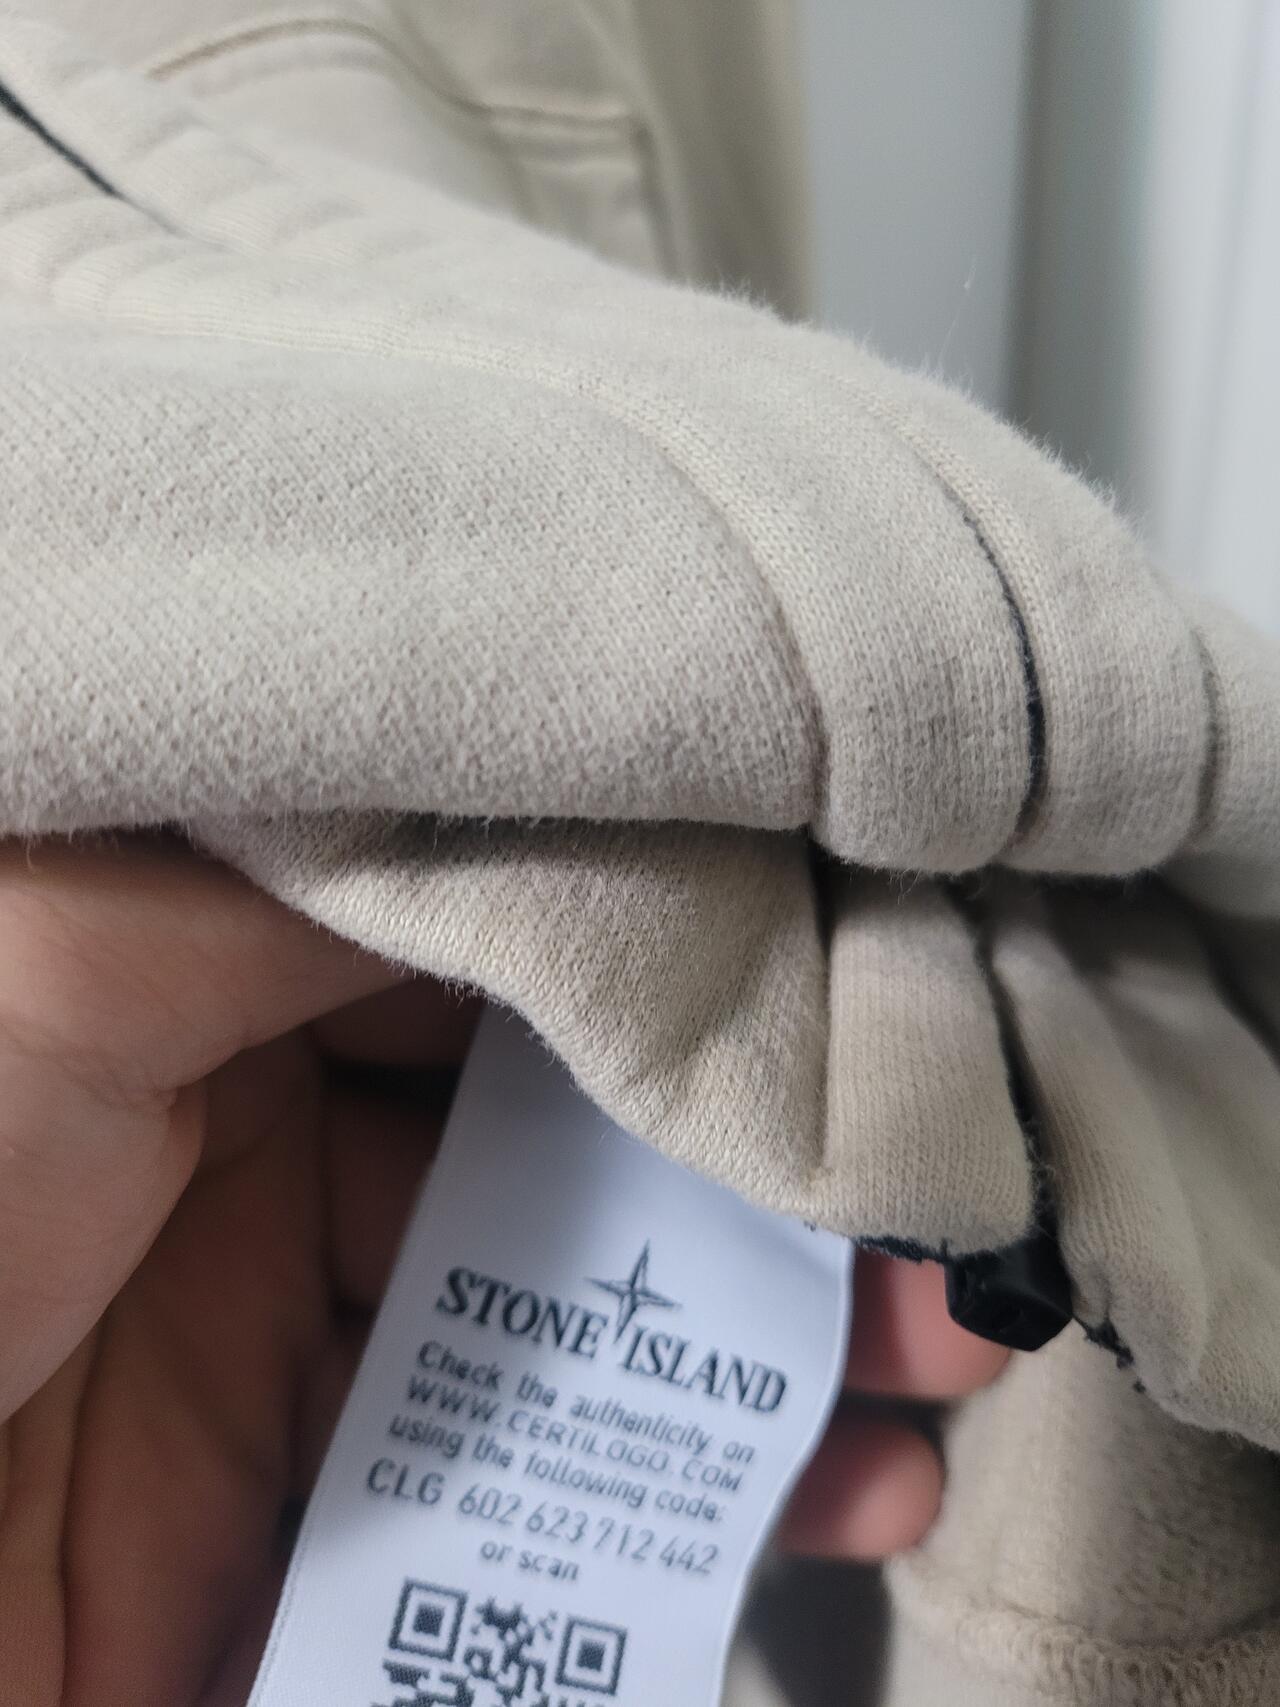 STONE ISLAND
Check the authenticity on
WWW.CERTILOGO.COM
using the following code:
CLG 602 623 712 442
or scan